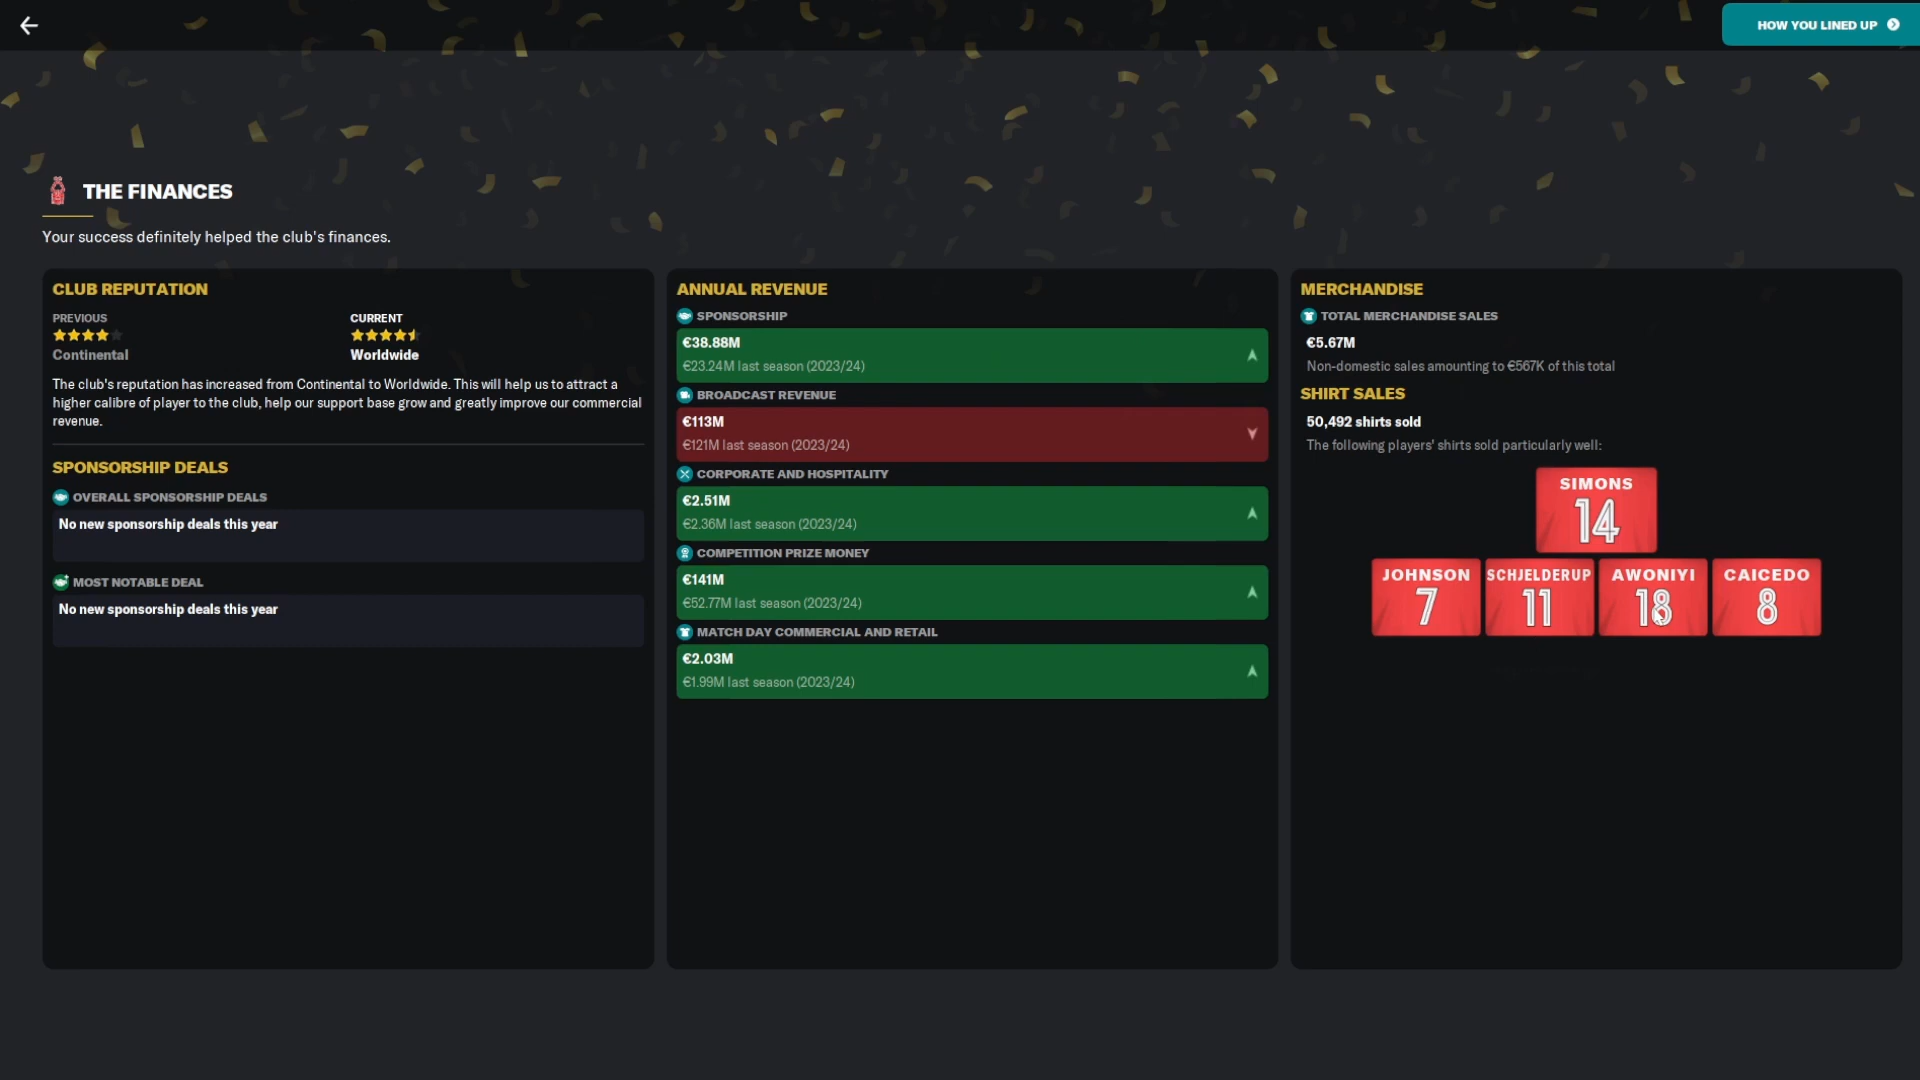 HOW YOU LINED UP
THE FINANCES
Your success definitely helped the club's finances.
CLUB REPUTATION
PREVIOUS
Continental
CURRENT
Worldwide
The club's reputation has increased from Continental to Worldwide. This will help us to attract a
higher calibre of player to the club, help our support base grow and greatly improve our commercial
revenue.
SPONSORSHIP DEALS
OVERALL SPONSORSHIP DEALS
No new sponsorship deals this year
MOST NOTABLE DEAL
No new sponsorship deals this year
ANNUAL REVENUE
SPONSORSHIP
€38.88M
€23.24M last season (2023/24)
BROADCAST REVENUE
€113M
€121M last season (2023/24)
CORPORATE AND HOSPITALITY
€2.51M
€2.36M last season (2023/24)
COMPETITION PRIZE MONEY
€141M
€52.77M last season (2023/24)
MATCH DAY COMMERCIAL AND RETAIL
€2.03M
€1.99M last season (2023/24)
MERCHANDISE
TOTAL MERCHANDISE SALES
€5.67M
Non-domestic sales amounting to €567K of this total
SHIRT SALES
50,492 shirts sold
The following players' shirts sold particularly well:
SIMONS
14
JOHNSON
7
SCHJELDERUP
11
AWONIYI
18
CAICEDO
8